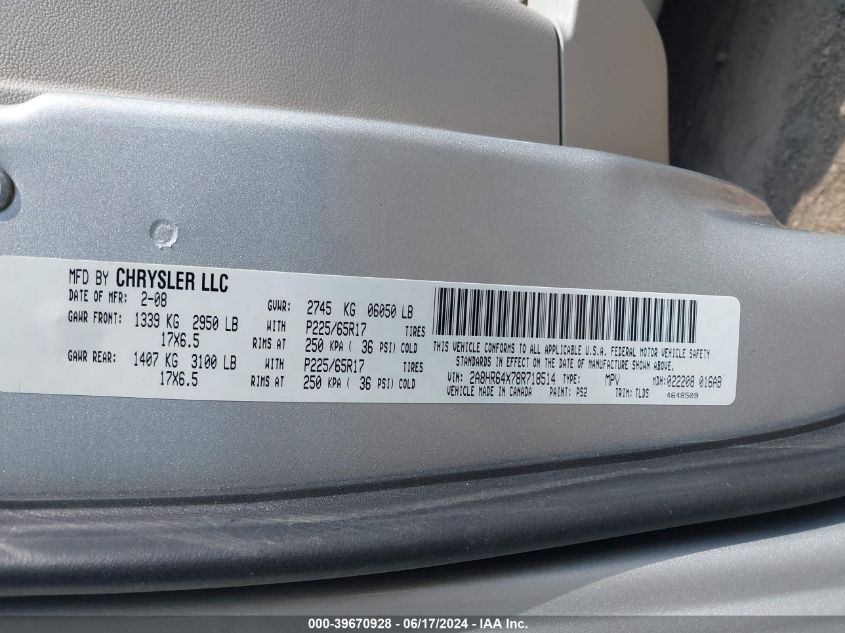 MFD BY CHRYSLER LLC
DATE OF MFR: 2-08
GVWR: 2745 KG 06050 LB
GAWR FRONT: 1339 KG 2950 LB WITH P225/65R17 TIRES
17X6.5 RIMS AT 250 KPA ( 36 PSI) COLD
GAWR REAR: 1407 KG 3100 LB WITH P225/65R17 TIRES
17X6.5 RIMS AT 250 KPA ( 36 PSI) COLD
THIS VEHICLE CONFORMS TO ALL APPLICABLE U.S.A. FEDERAL MOTOR VEHICLE SAFETY
STANDARDS IN EFFECT ON THE DATE OF MANUFACTURE SHOWN ABOVE.
VIN: 2A8HR64X78R718514 TYPE: MPV MDH:022208 016AB
VEHICLE MADE IN CANADA PAINT: PS2 TRIM: TLDS 4648509
000-39670928 - 06/17/2024 - IAA Inc.